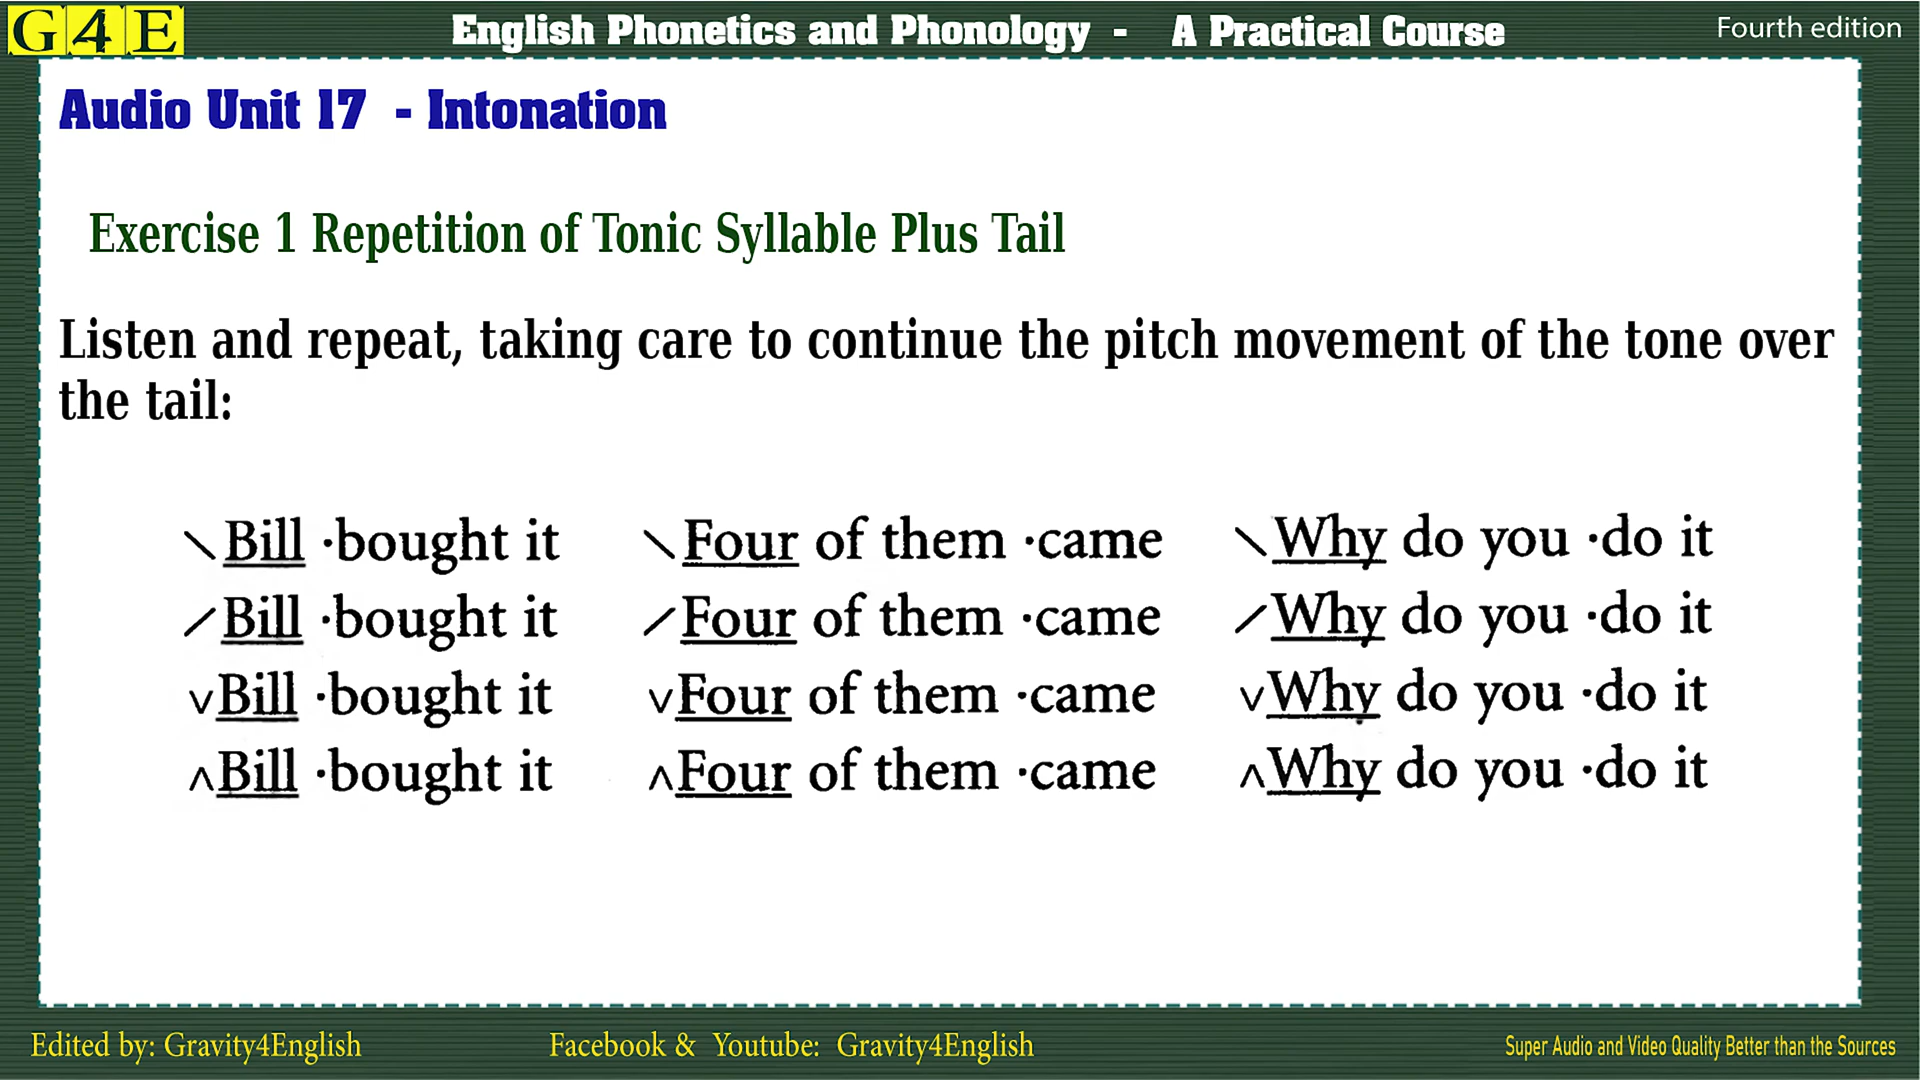 G4E English Phonetics and Phonology - A Practical Course Fourth edition
Audio Unit 17 - Intonation
Exercise 1 Repetition of Tonic Syllable Plus Tail
Listen and repeat, taking care to continue the pitch movement of the tone over
the tail:
\Bill ·bought it \Four of them ·came \Why do you ·do it
/Bill ·bought it /Four of them ·came /Why do you ·do it
∨Bill ·bought it ∨Four of them ·came ∨Why do you ·do it
∧Bill ·bought it ∧Four of them ·came ∧Why do you ·do it
Edited by: Gravity4English Facebook & Youtube: Gravity4English Super Audio and Video Quality Better than the Sources